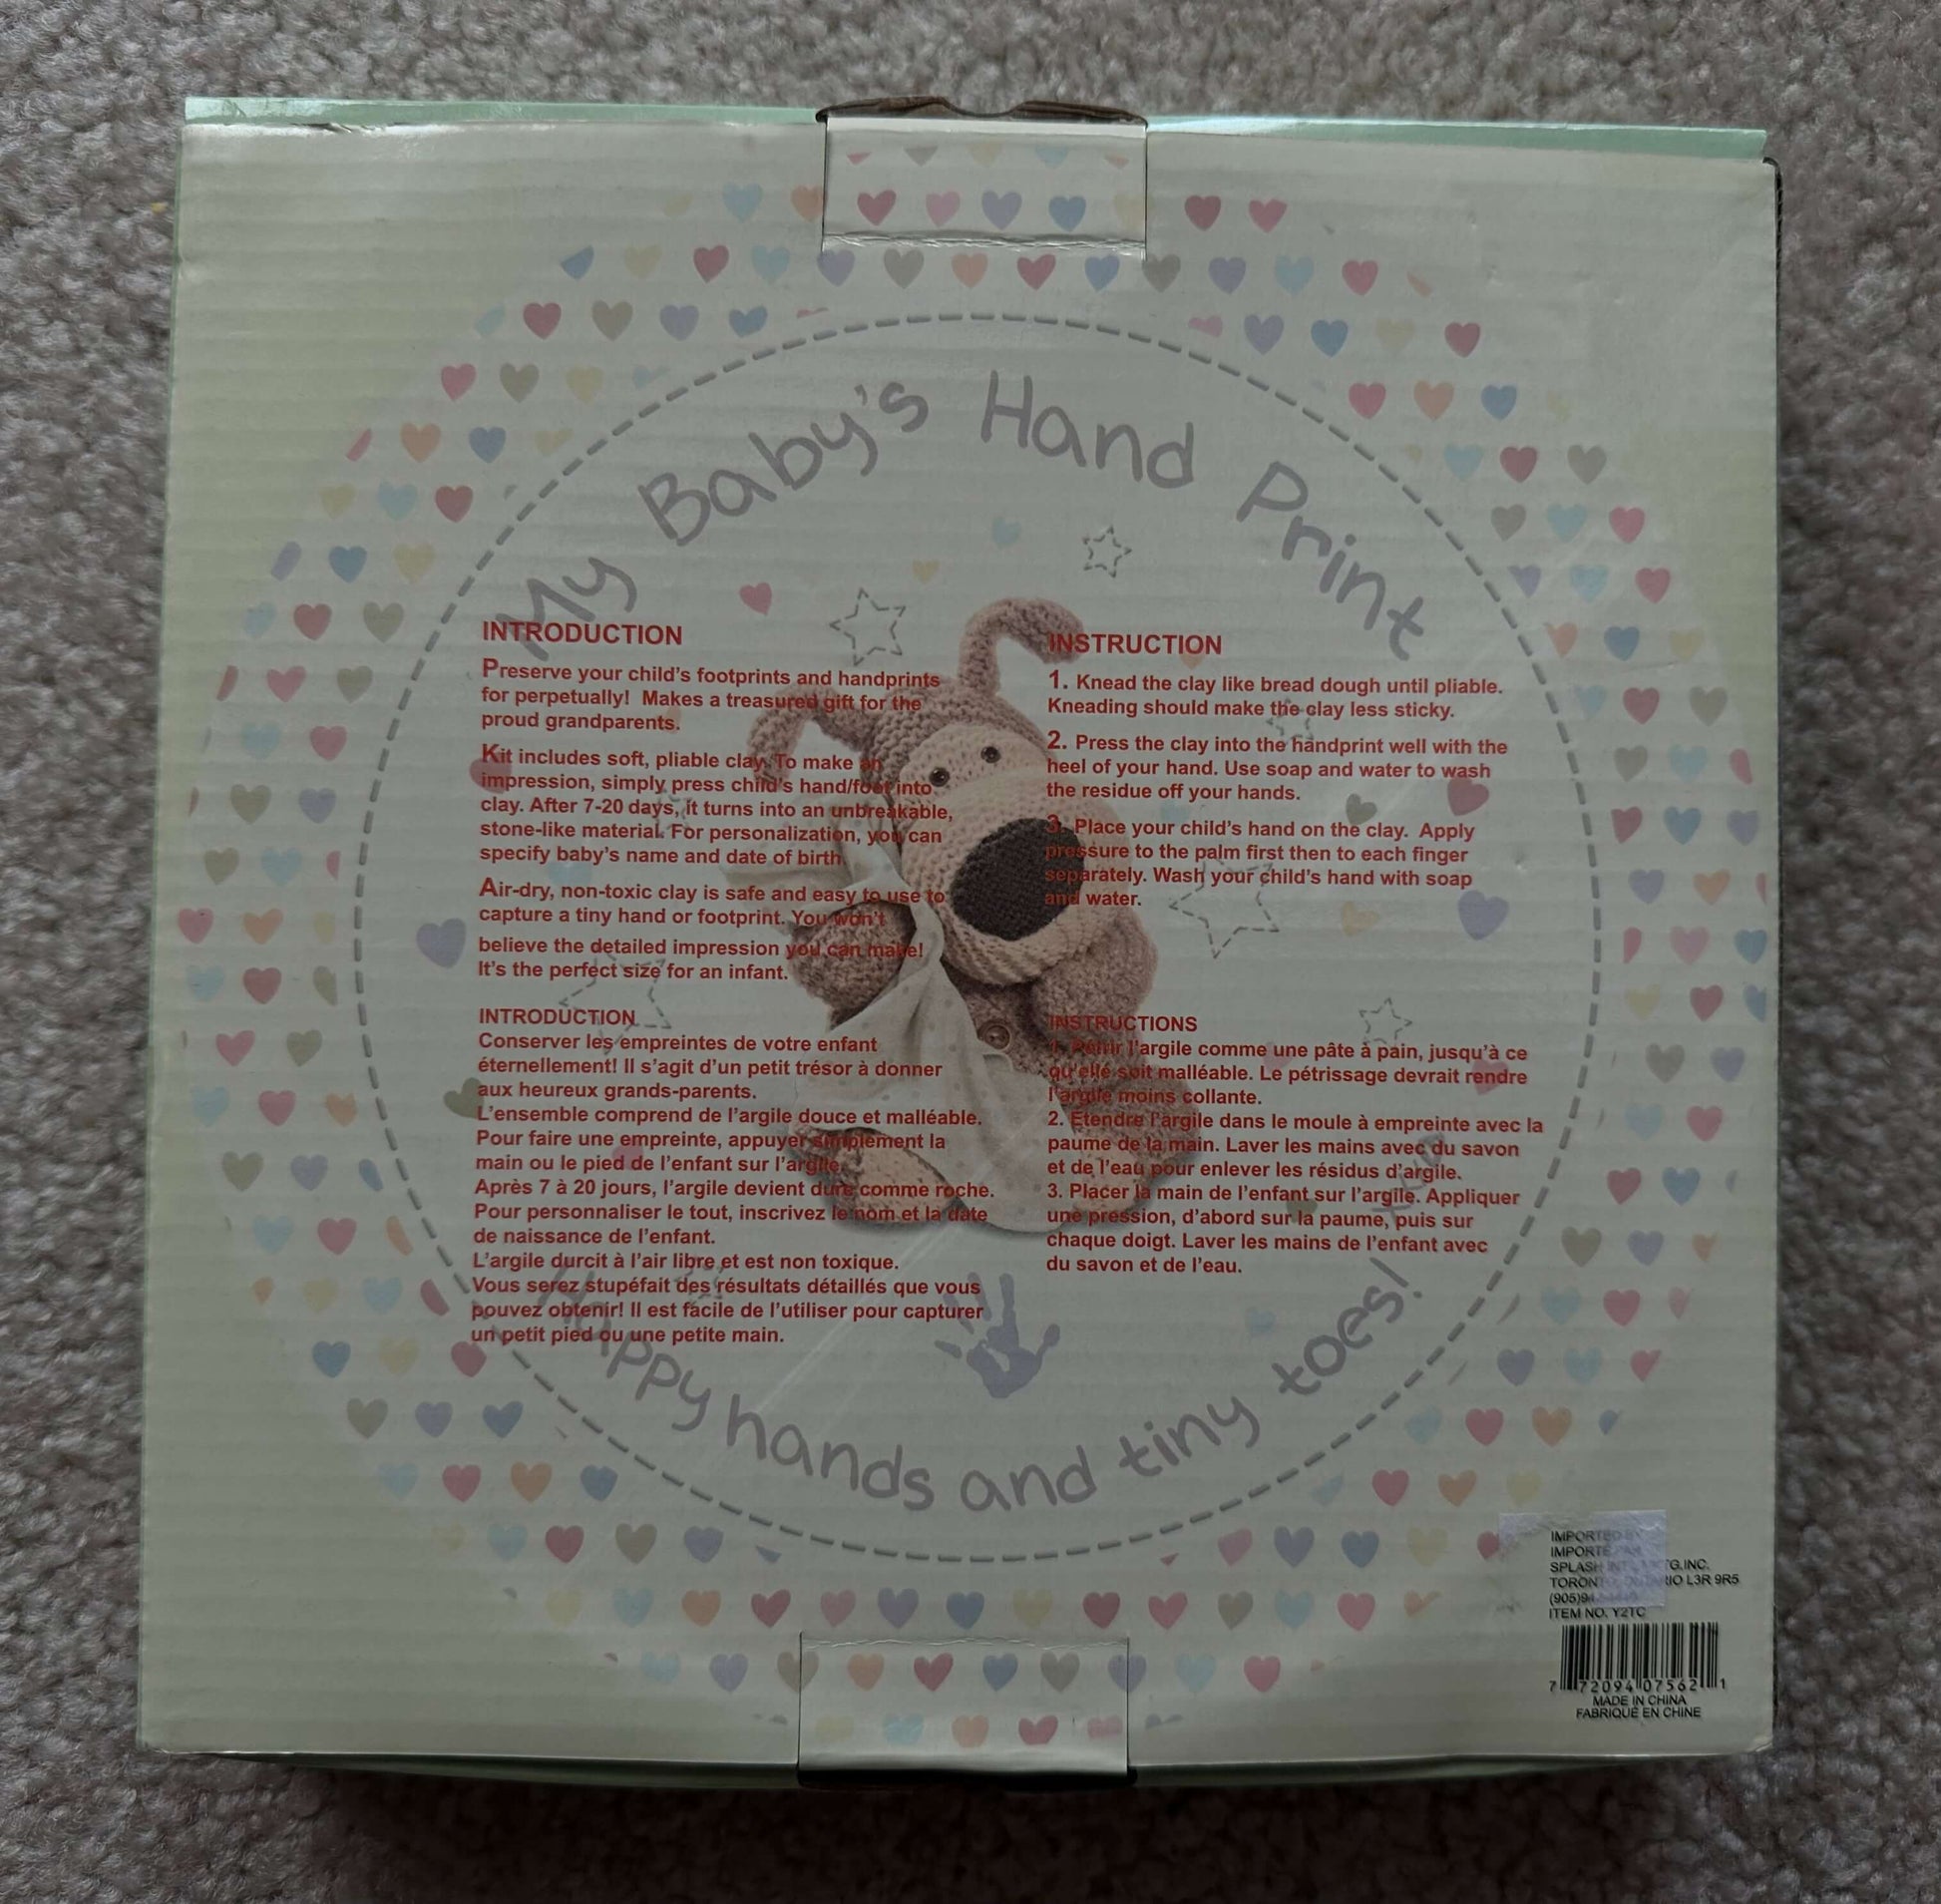 My Baby's Hand Print
INTRODUCTION
Preserve your child's footprints and handprints
for perpetually! Makes a treasured gift for the
proud grandparents.
Kit includes soft, pliable clay. To make an
impression, simply press child's hand/foot into
clay. After 7-20 days, it turns into an unbreakable,
stone-like material. For personalization, you can
specify baby's name and date of birth
Air-dry, non-toxic clay is safe and easy to use to
capture a tiny hand or footprint. You won't
believe the detailed impression you can make!
It's the perfect size for an infant.
INTRODUCTION
Conserver les empreintes de votre enfant
éternellement! Il s'agit d'un petit trésor à donner
aux heureux grands-parents.
L'ensemble comprend de l'argile douce et malléable.
Pour faire une empreinte, appuyer simplement la
main ou le pied de l'enfant sur l'argile.
Après 7 à 20 jours, l'argile devient dure comme roche.
Pour personnaliser le tout, inscrivez le nom et la date
de naissance de l'enfant.
L'argile durcit à l'air libre et est non toxique.
Vous serez stupéfait des résultats détaillés que vous
pouvez obtenir! Il est facile de l'utiliser pour capturer
un petit pied ou une petite main.
INSTRUCTION
1. Knead the clay like bread dough until pliable.
Kneading should make the clay less sticky.
2. Press the clay into the handprint well with the
heel of your hand. Use soap and water to wash
the residue off your hands.
3. Place your child's hand on the clay. Apply
pressure to the palm first then to each finger
separately. Wash your child's hand with soap
and water.
INSTRUCTIONS
1. Pétrir l'argile comme une pâte à pain, jusqu'à ce
qu'elle soit malléable. Le pétrissage devrait rendre
l'argile moins collante.
2. Étendre l'argile dans le moule à empreinte avec la
paume de la main. Laver les mains avec du savon
et de l'eau pour enlever les résidus d'argile.
3. Placer la main de l'enfant sur l'argile. Appliquer
une pression, d'abord sur la paume, puis sur
chaque doigt. Laver les mains de l'enfant avec
du savon et de l'eau.
Happy hands and tiny toes!
IMPORTED BY
IMPORTÉ PAR
SPLASH INC.
TORONTO ONTARIO L3R 9R5
(905)
ITEM NO. Y2TC
7 72094 07562 1
MADE IN CHINA
FABRIQUÉ EN CHINE